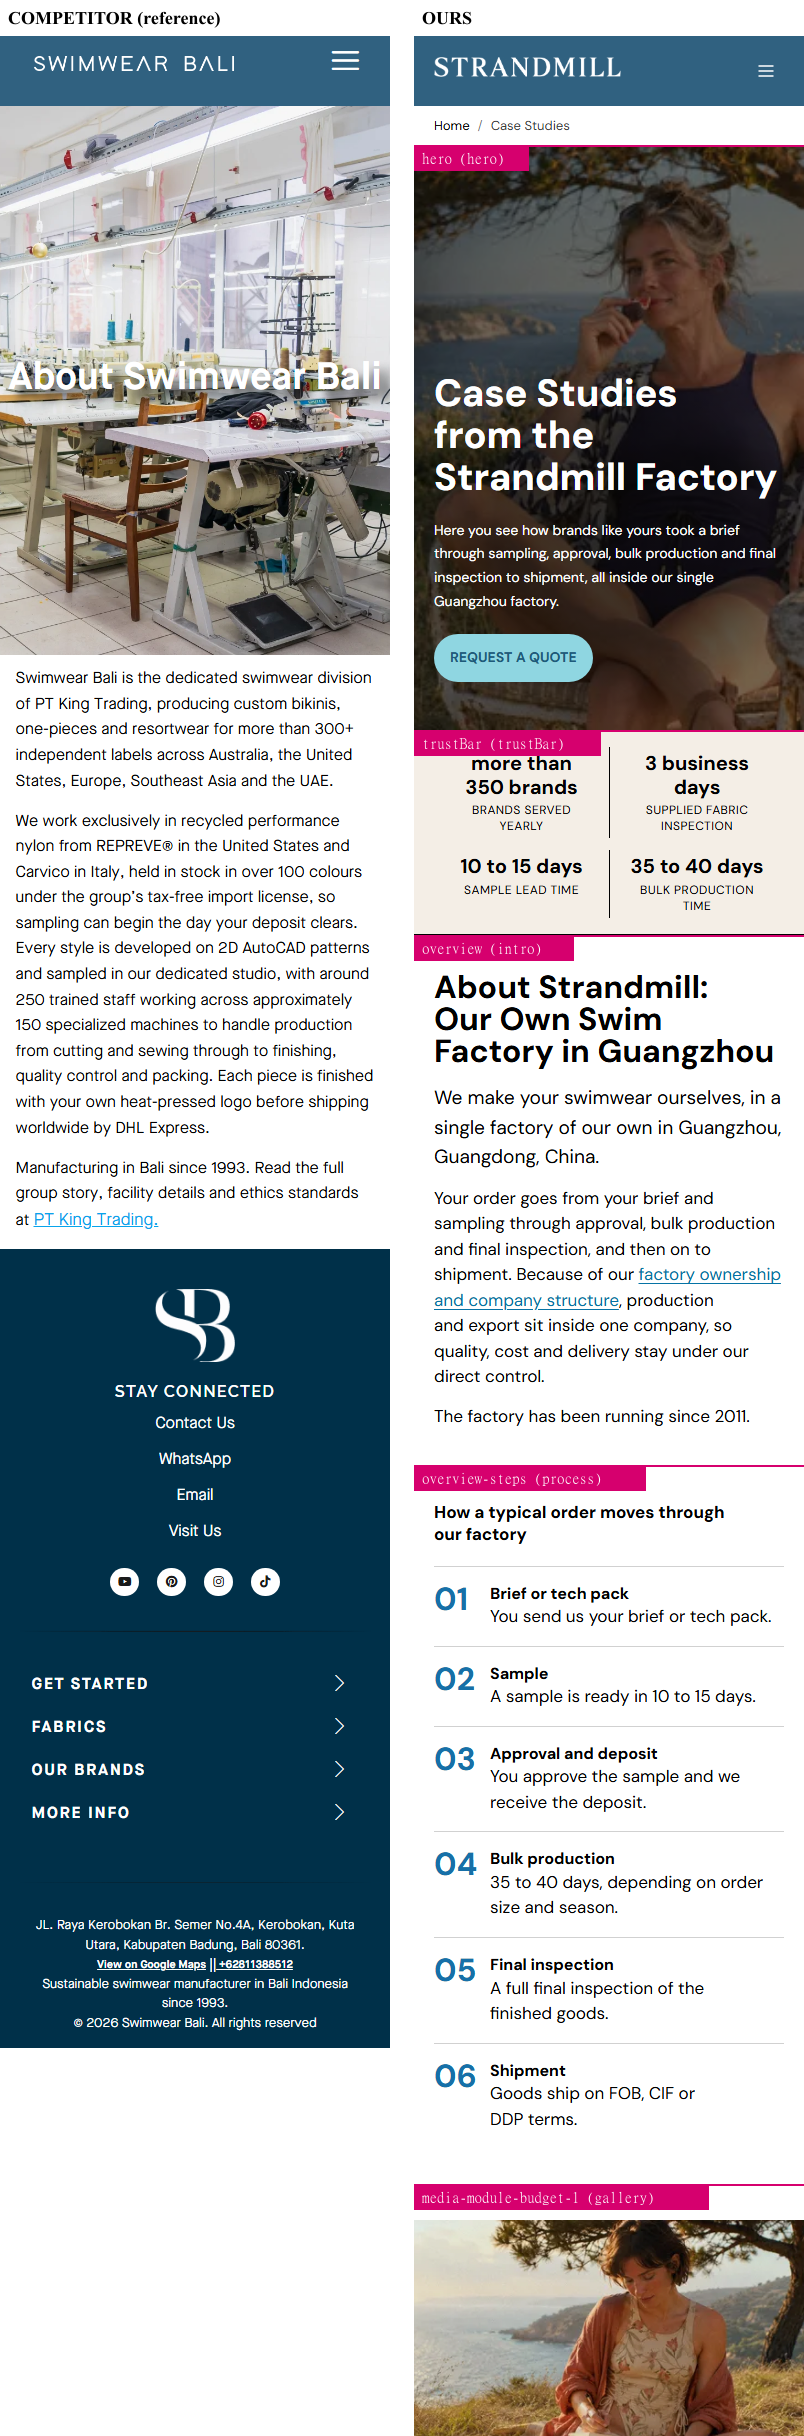 COMPETITOR (reference)
SWIMWEAR BALI
About Swimwear Bali
Swimwear Bali is the dedicated swimwear division
of PT King Trading, producing custom bikinis,
one-pieces and resortwear for more than 300+
independent labels across Australia, the United
States, Europe, Southeast Asia and the UAE.
We work exclusively in recycled performance
nylon from REPREVE® in the United States and
Carvico in Italy, held in stock in over 100 colours
under the group's tax-free import license, so
sampling can begin the day your deposit clears.
Every style is developed on 2D AutoCAD patterns
and sampled in our dedicated studio, with around
250 trained staff working across approximately
150 specialized machines to handle production
from cutting and sewing through to finishing,
quality control and packing. Each piece is finished
with your own heat-pressed logo before shipping
worldwide by DHL Express.
Manufacturing in Bali since 1993. Read the full
group story, facility details and ethics standards
at PT King Trading.
SB
STAY CONNECTED
Contact Us
WhatsApp
Email
Visit Us
GET STARTED
FABRICS
OUR BRANDS
MORE INFO
JL. Raya Kerobokan Br. Semer No.4A, Kerobokan, Kuta
Utara, Kabupaten Badung, Bali 80361.
View on Google Maps || +62811388512
Sustainable swimwear manufacturer in Bali Indonesia
since 1993.
© 2026 Swimwear Bali. All rights reserved
OURS
STRANDMILL
Home / Case Studies
hero (hero)
Case Studies
from the
Strandmill Factory
Here you see how brands like yours took a brief
through sampling, approval, bulk production and final
inspection to shipment, all inside our single
Guangzhou factory.
REQUEST A QUOTE
trustBar (trustBar)
more than
350 brands
BRANDS SERVED
YEARLY
3 business
days
SUPPLIED FABRIC
INSPECTION
10 to 15 days
SAMPLE LEAD TIME
35 to 40 days
BULK PRODUCTION
TIME
overview (intro)
About Strandmill:
Our Own Swim
Factory in Guangzhou
We make your swimwear ourselves, in a
single factory of our own in Guangzhou,
Guangdong, China.
Your order goes from your brief and
sampling through approval, bulk production
and final inspection, and then on to
shipment. Because of our factory ownership
and company structure, production
and export sit inside one company, so
quality, cost and delivery stay under our
direct control.
The factory has been running since 2011.
overview-steps (process)
How a typical order moves through
our factory
01 Brief or tech pack
You send us your brief or tech pack.
02 Sample
A sample is ready in 10 to 15 days.
03 Approval and deposit
You approve the sample and we
receive the deposit.
04 Bulk production
35 to 40 days, depending on order
size and season.
05 Final inspection
A full final inspection of the
finished goods.
06 Shipment
Goods ship on FOB, CIF or
DDP terms.
media-module-budget-1 (gallery)